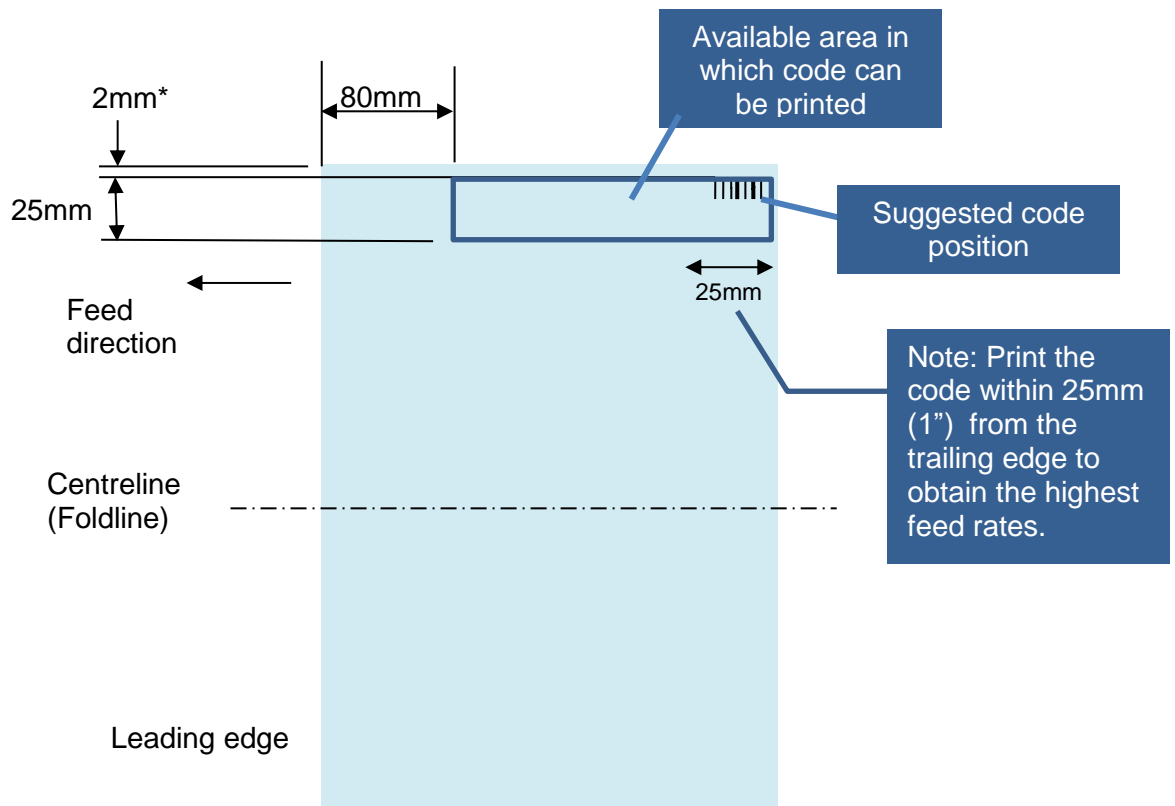 Available area in
which code can
be printed
2mm*
80mm
25mm
Suggested code
position
25mm
Feed
direction
Note: Print the
code within 25mm
(1”)  from the
trailing edge to
obtain the highest
feed rates.
Centreline
(Foldline)
Leading edge